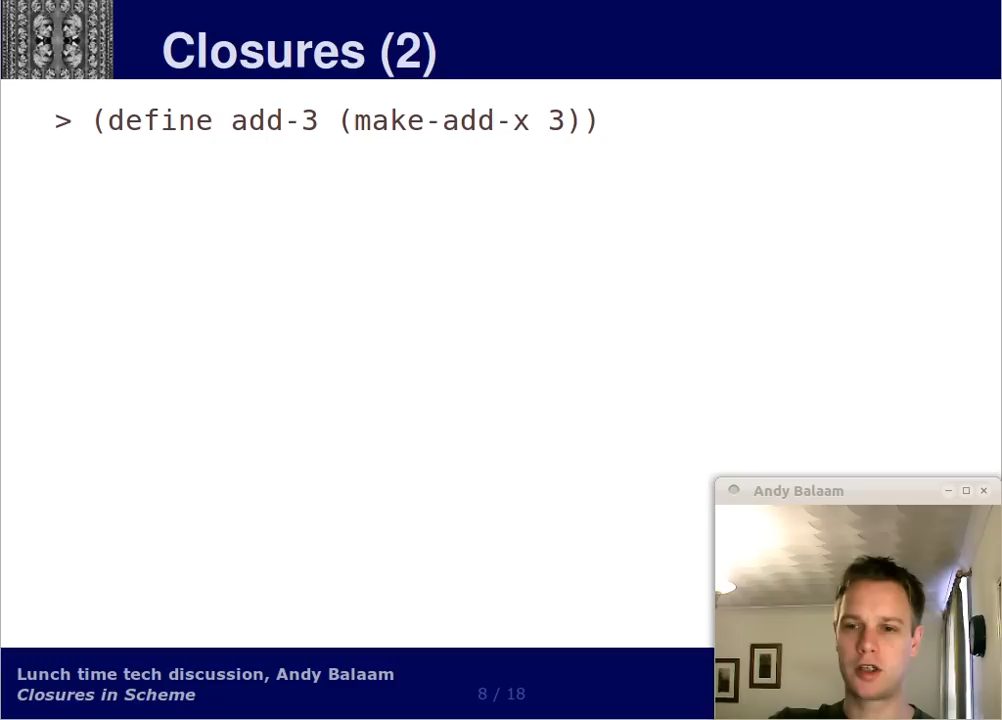 Closures (2)
> (define add-3 (make-add-x 3))
Andy Balaam
Lunch time tech discussion, Andy Balaam
Closures in Scheme
8 / 18